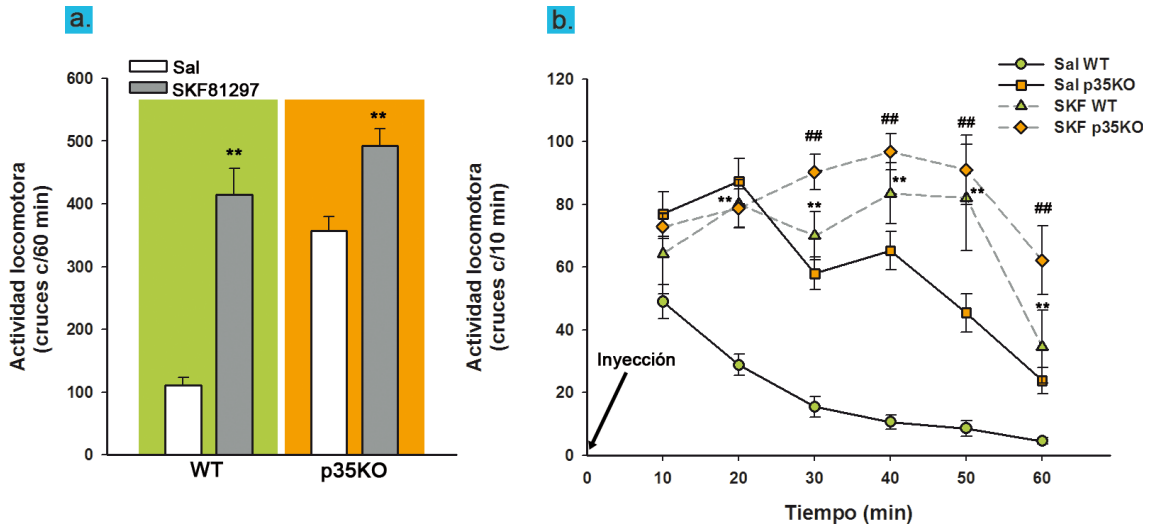 a.
Sal
SKF81297
600
500
400
300
200
100
0
**
**
WT
p35KO
Actividad locomotora
(cruces c/60 min)
b.
Sal WT
Sal p35KO
SKF WT
SKF p35KO
120
100
80
60
40
20
0
##
##
##
##
**
**
**
**
**
Inyección
0
10
20
30
40
50
60
Tiempo (min)
Actividad locomotora
(cruces c/10 min)